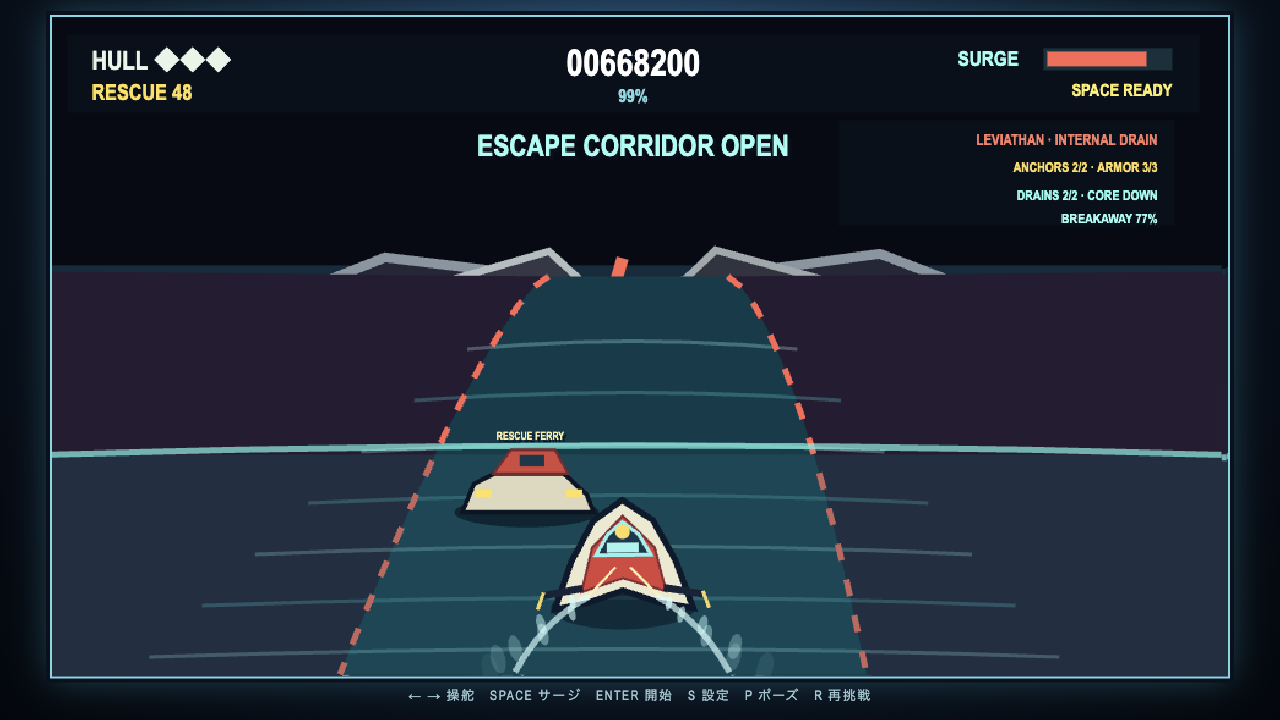 HULL
RESCUE 48
00668200
99%
SURGE
SPACE READY
ESCAPE CORRIDOR OPEN
LEVIATHAN · INTERNAL DRAIN
ANCHORS 2/2 · ARMOR 3/3
DRAINS 2/2 · CORE DOWN
BREAKAWAY 77%
RESCUE FERRY
← → 操舵 SPACE サージ ENTER 開始 S 設定 P ポーズ R 再挑戦